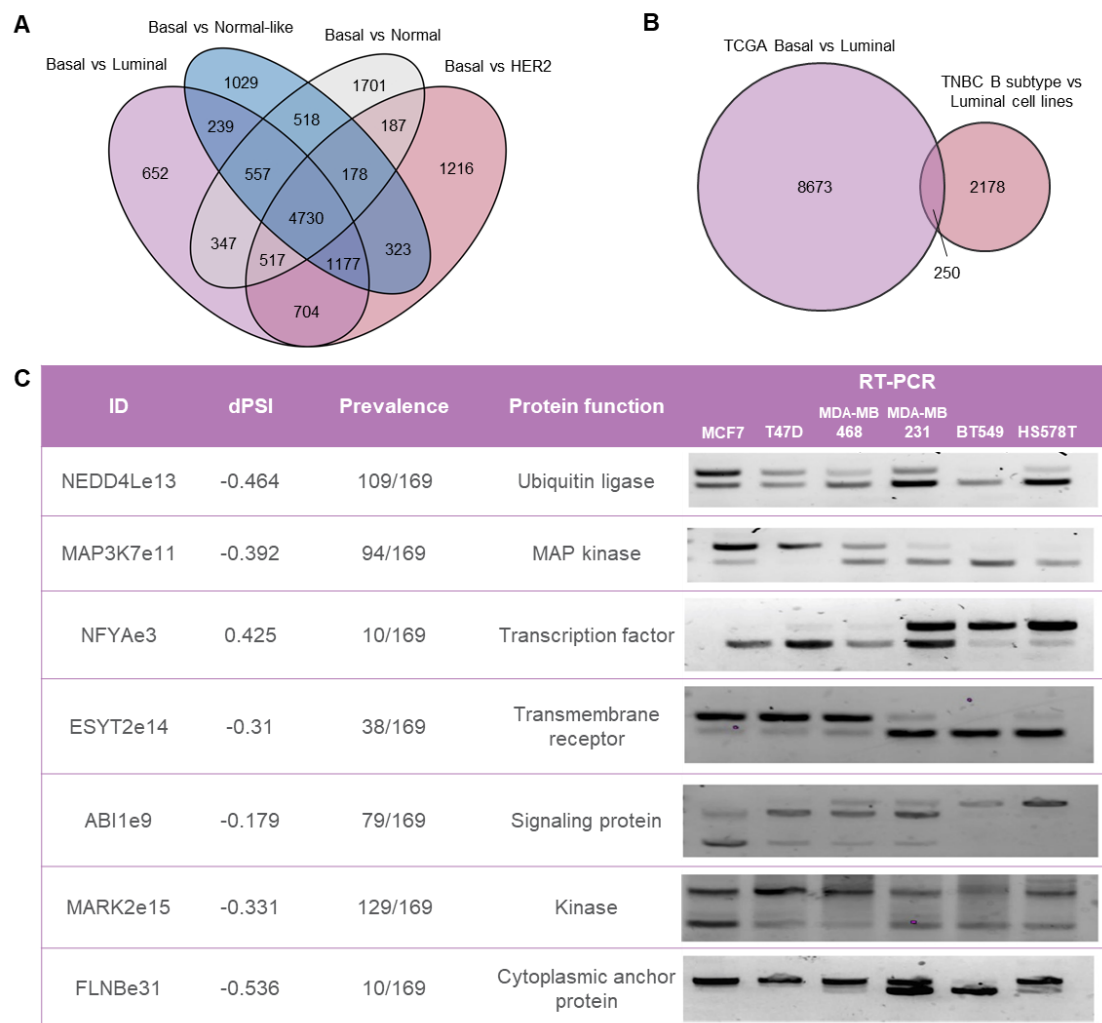 A
Basal vs Normal-like
Basal vs Normal
Basal vs Luminal
Basal vs HER2
1029
1701
239
518
187
652
557
178
1216
4730
347
517
1177
323
704
B
TCGA Basal vs Luminal
TNBC B subtype vs
Luminal cell lines
8673
2178
250
C
ID dPSI Prevalence Protein function RT-PCR
MCF7 T47D MDA-MB 468 MDA-MB 231 BT549 HS578T
NEDD4Le13 -0.464 109/169 Ubiquitin ligase
MAP3K7e11 -0.392 94/169 MAP kinase
NFYAe3 0.425 10/169 Transcription factor
ESYT2e14 -0.31 38/169 Transmembrane
receptor
ABI1e9 -0.179 79/169 Signaling protein
MARK2e15 -0.331 129/169 Kinase
FLNBe31 -0.536 10/169 Cytoplasmic anchor
protein